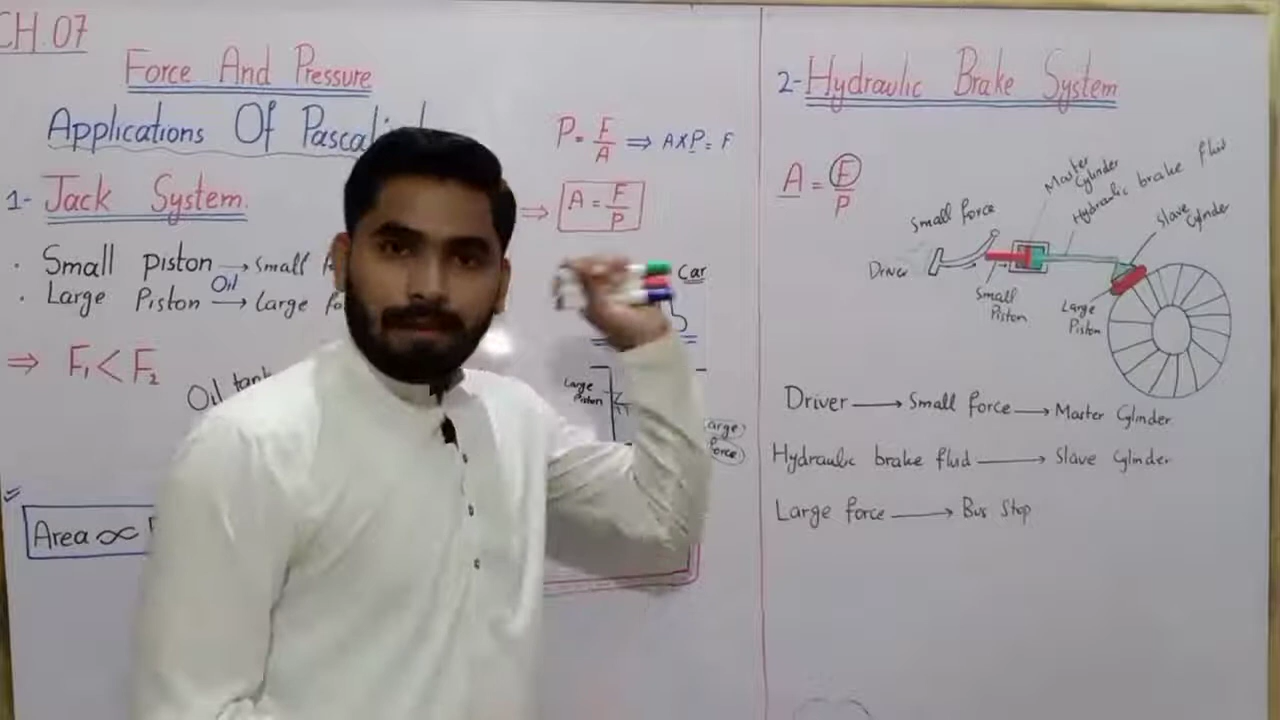 CH.07
Force And Pressure
Applications Of Pascal
1- Jack System.
· Small piston → small
Oil
· Large Piston → large
⇒ F₁ < F₂
Oil tank
Area ∝
P = F/A ⇒ A×P = F
⇒ A = F/P
Car
Large Piston
large force
2- Hydraulic Brake System
A = F/P
Master Cylinder
Hydraulic brake fluid
Slave Cylinder
Small force
Driver
Small Piston
Large Piston
Driver → Small force → Master Cylinder
Hydraulic brake fluid → Slave Cylinder
Large force → Bus Stop